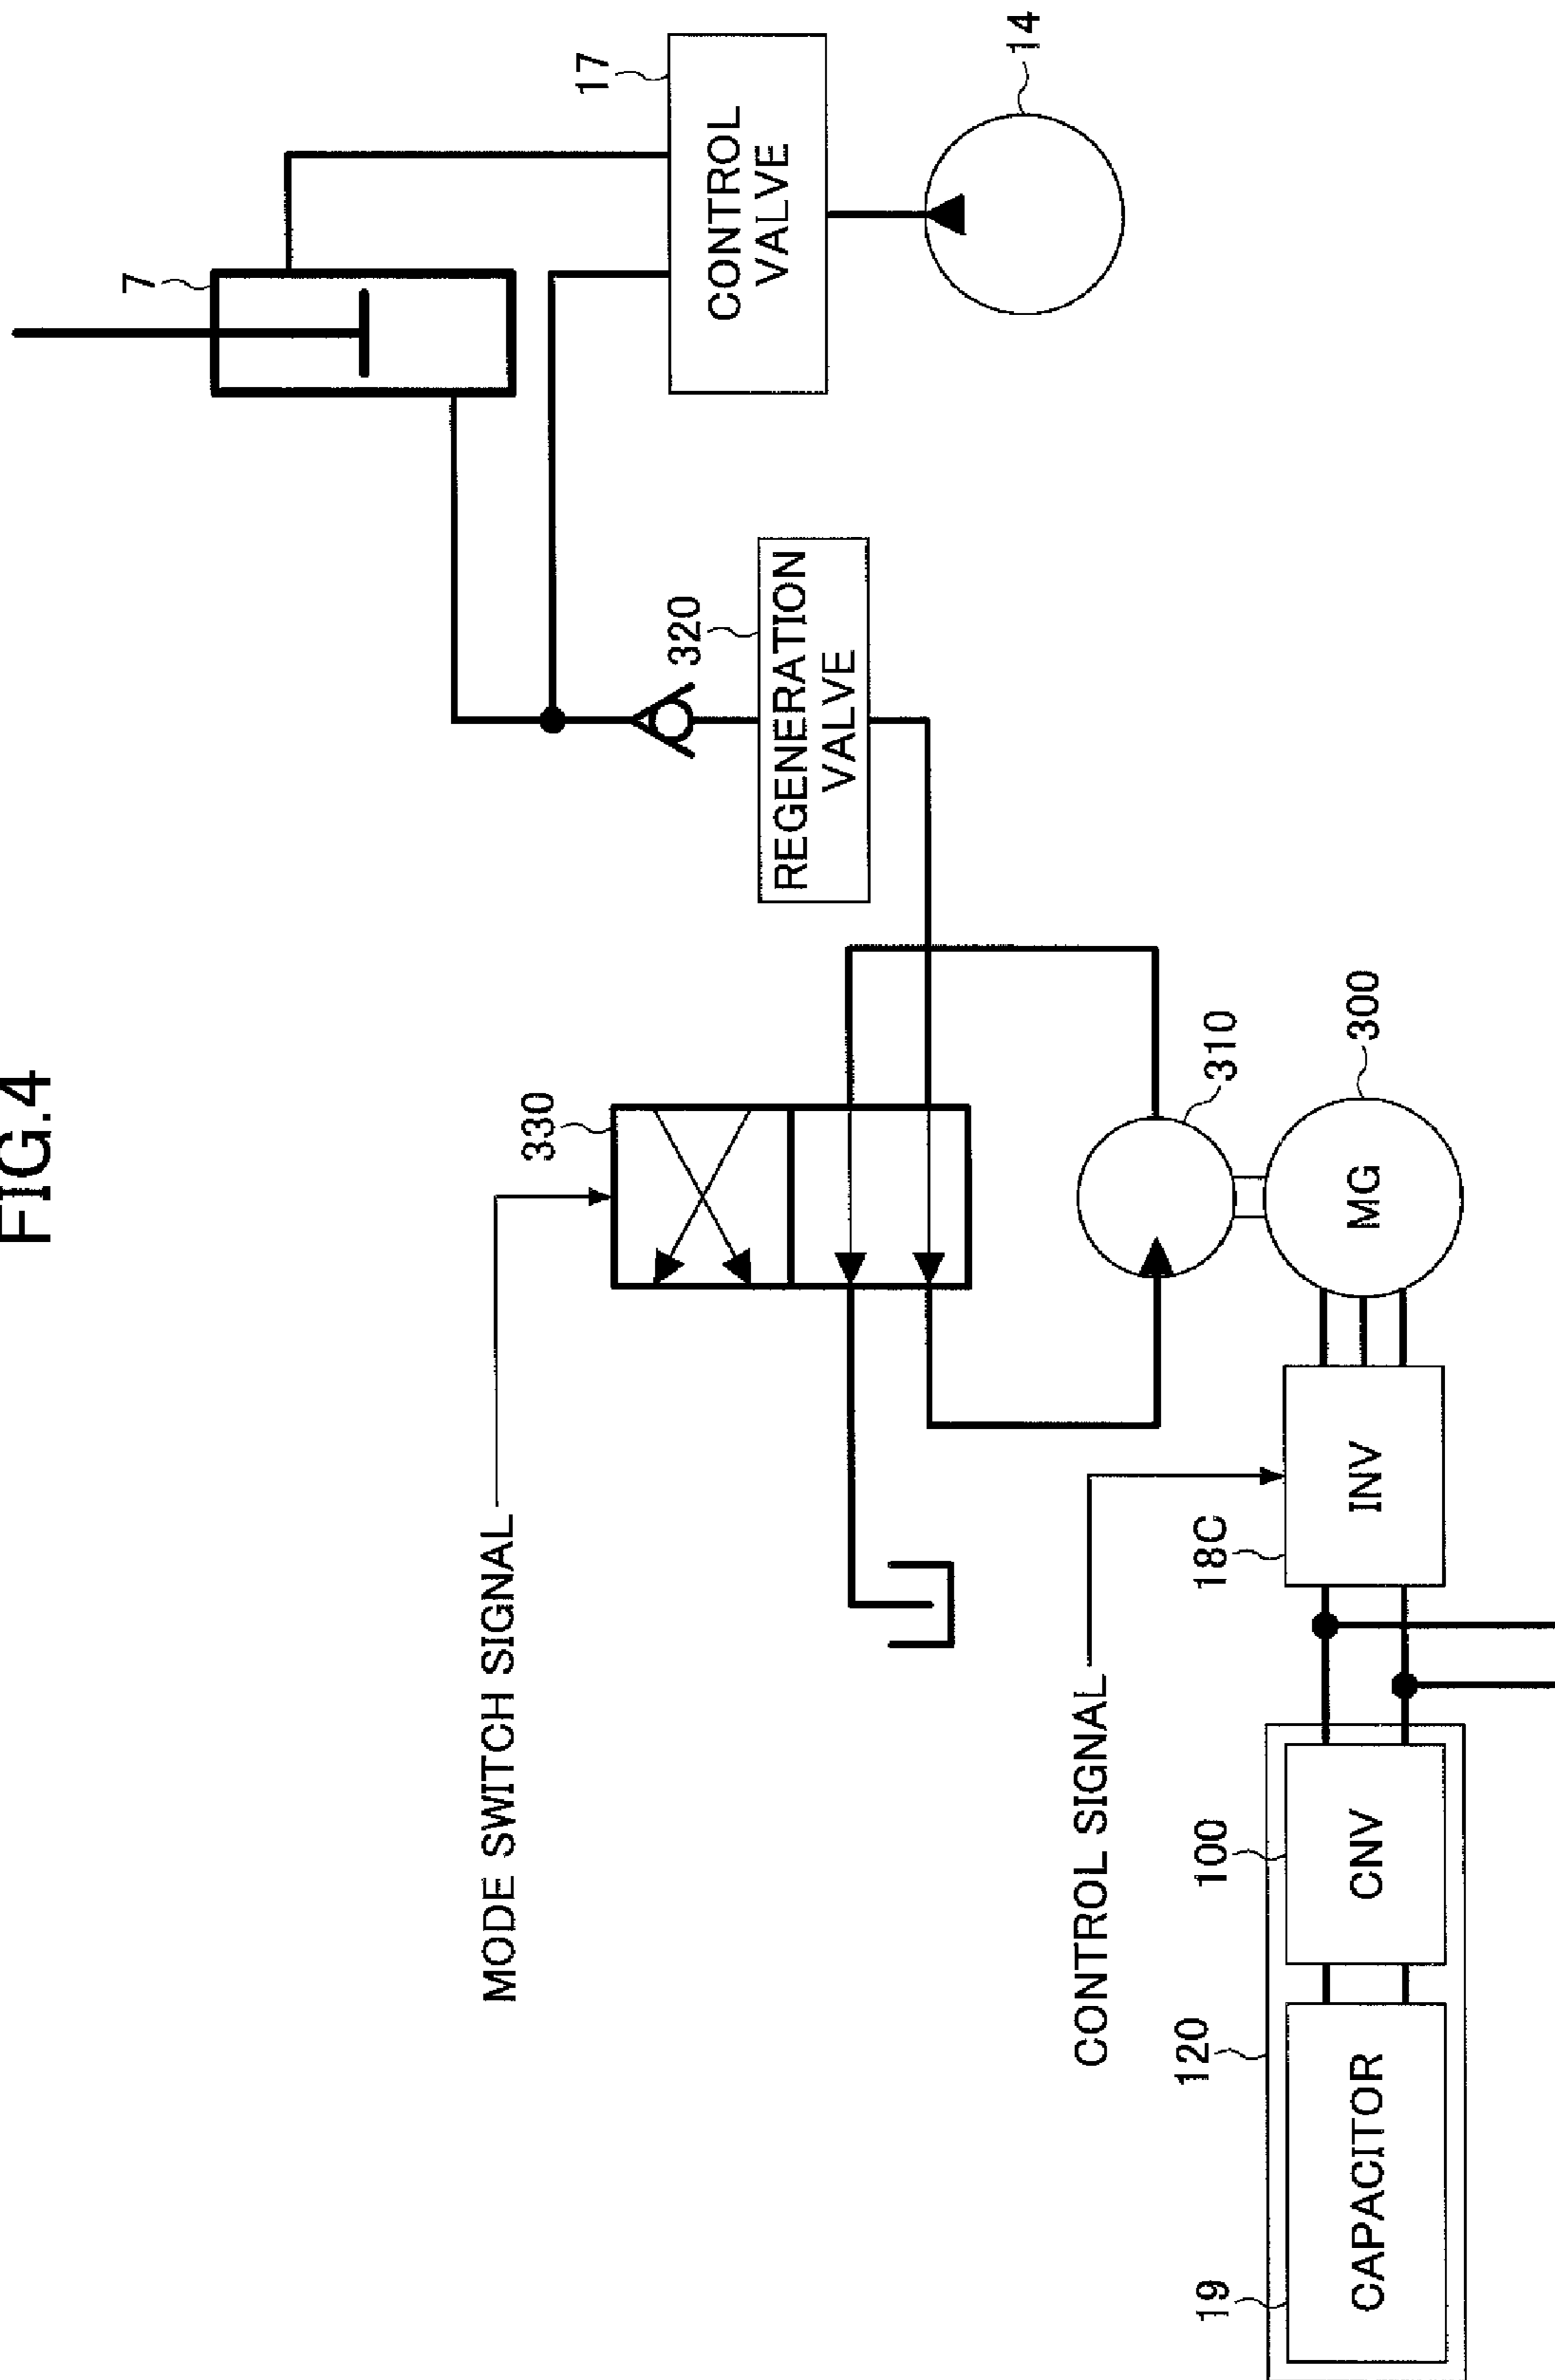 FIG.4
7
17
CONTROL
VALVE
14
320
REGENERATION
VALVE
330
MODE SWITCH SIGNAL
310
300
MG
CONTROL SIGNAL
18C
INV
100
CNV
120
19
CAPACITOR